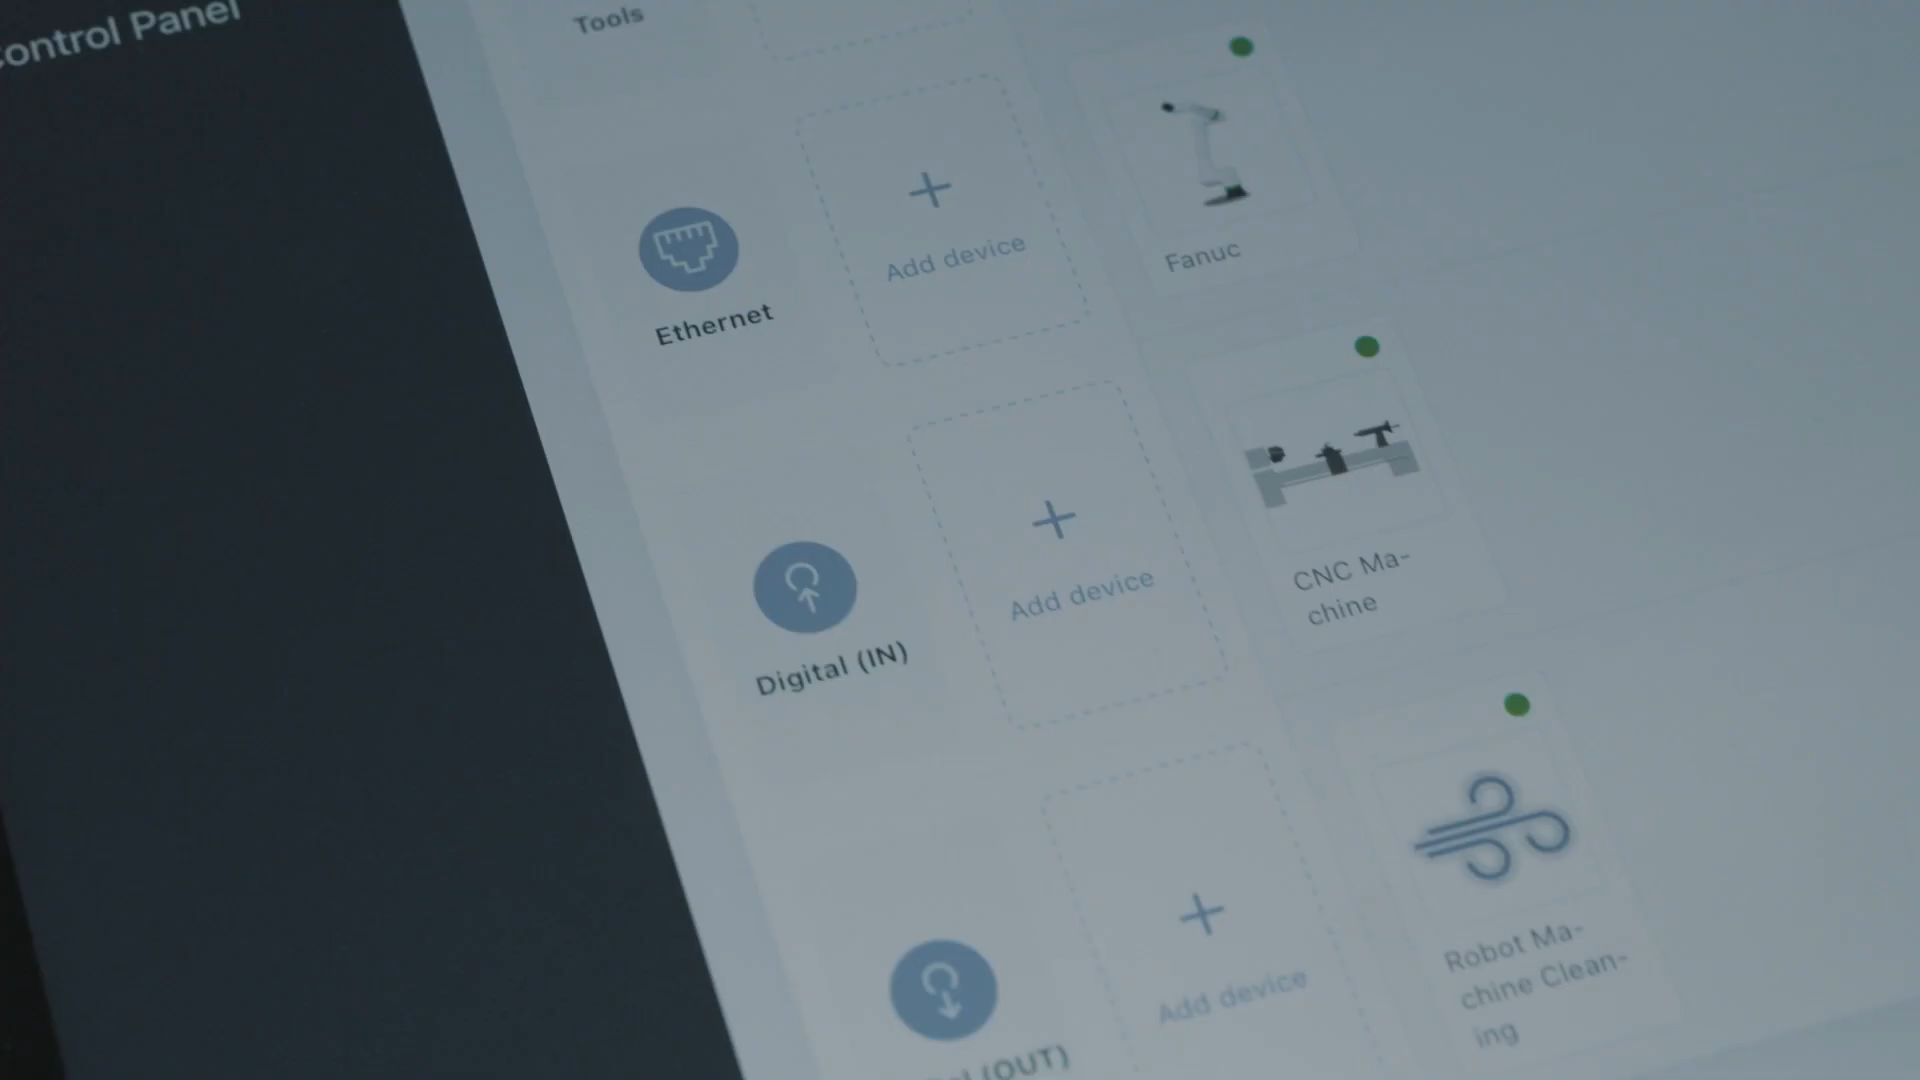 Control Panel
Tools
Ethernet
Add device
Fanuc
Digital (IN)
Add device
CNC Ma-
chine
(OUT)
Add device
Robot Ma-
chine Clean-
ing